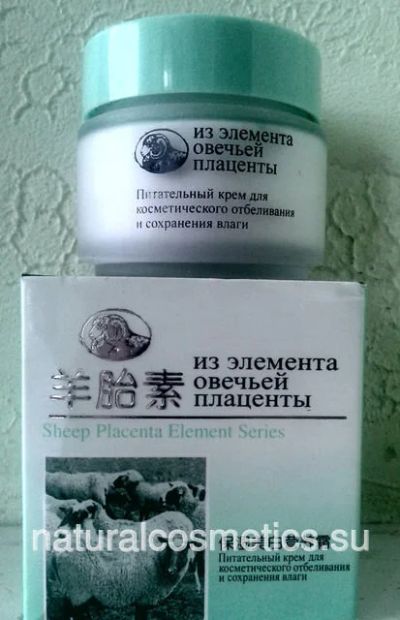 из элемента
овечьей
плаценты
Питательный крем для
косметического отбеливания
и сохранения влаги
羊胎素
из элемента
овечьей
плаценты
Sheep Placenta Element Series
naturalcosmetics.su
Питательный крем для
косметического отбеливания
и сохранения влаги